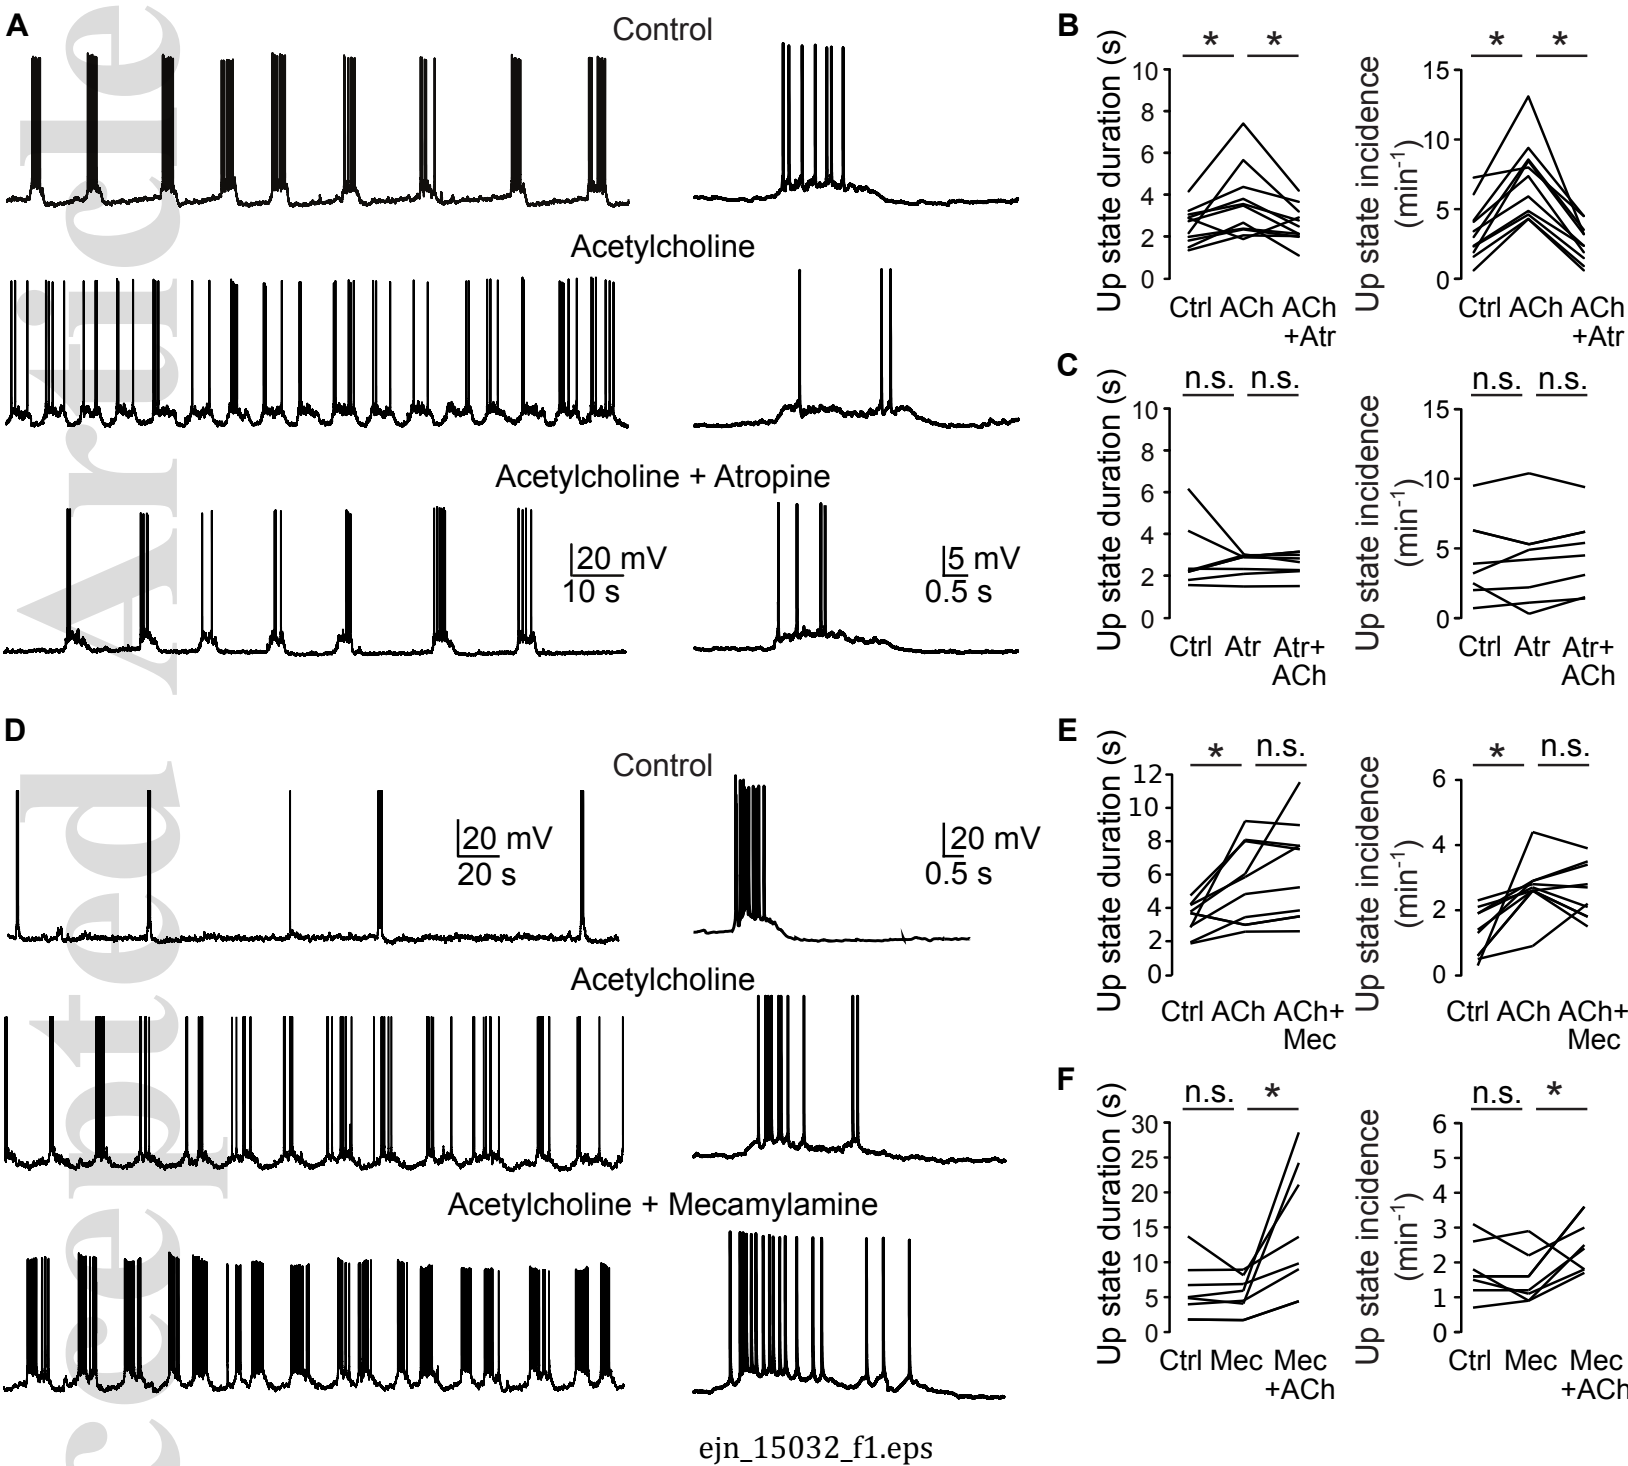 A
Control
Acetylcholine
Acetylcholine + Atropine
20 mV
10 s
5 mV
0.5 s
B
Up state duration (s)
10
8
6
4
2
0
* *
Ctrl ACh ACh
+Atr
Up state incidence
(min-1)
15
10
5
0
* *
Ctrl ACh ACh
+Atr
C
Up state duration (s)
10
8
6
4
2
0
n.s. n.s.
Ctrl Atr Atr+
ACh
Up state incidence
(min-1)
15
10
5
0
n.s. n.s.
Ctrl Atr Atr+
ACh
D
Control
20 mV
20 s
20 mV
0.5 s
Acetylcholine
Acetylcholine + Mecamylamine
E
Up state duration (s)
12
10
8
6
4
2
0
* n.s.
Ctrl ACh ACh+
Mec
Up state incidence
(min-1)
6
4
2
0
* n.s.
Ctrl ACh ACh+
Mec
F
Up state duration (s)
30
25
20
15
10
5
0
n.s. *
Ctrl Mec Mec
+ACh
Up state incidence
(min-1)
6
5
4
3
2
1
0
n.s. *
Ctrl Mec Mec
+ACh
cepted Article
ejn_15032_f1.eps